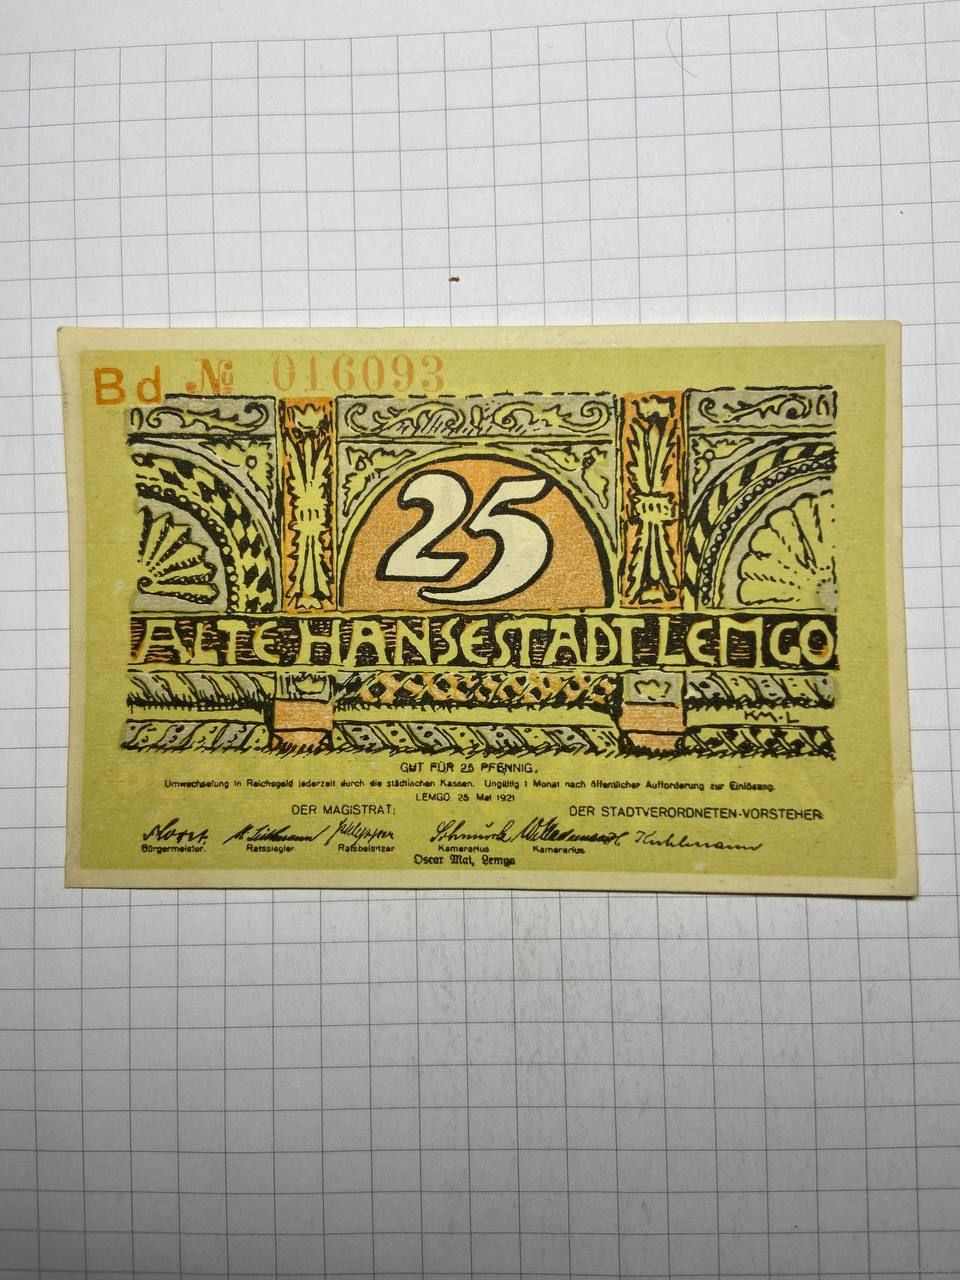 Bd № 016093
25
ALTE HANSESTADT LEMGO
KM.L
GUT FÜR 25 PFENNIG.
Umwechselung in Reichsgeld jederzeit durch die städtischen Kassen. Ungültig 1 Monat nach öffentlicher Aufforderung zur Einlösung.
LEMGO, 25 Mai 1921
DER MAGISTRAT: DER STADTVERORDNETEN-VORSTEHER:
Kuhlmann
Bürgermeister. Ratssiegler Ratsbeisitzer Kamerarius Kamerarius
Oscar Mai, Lemgo